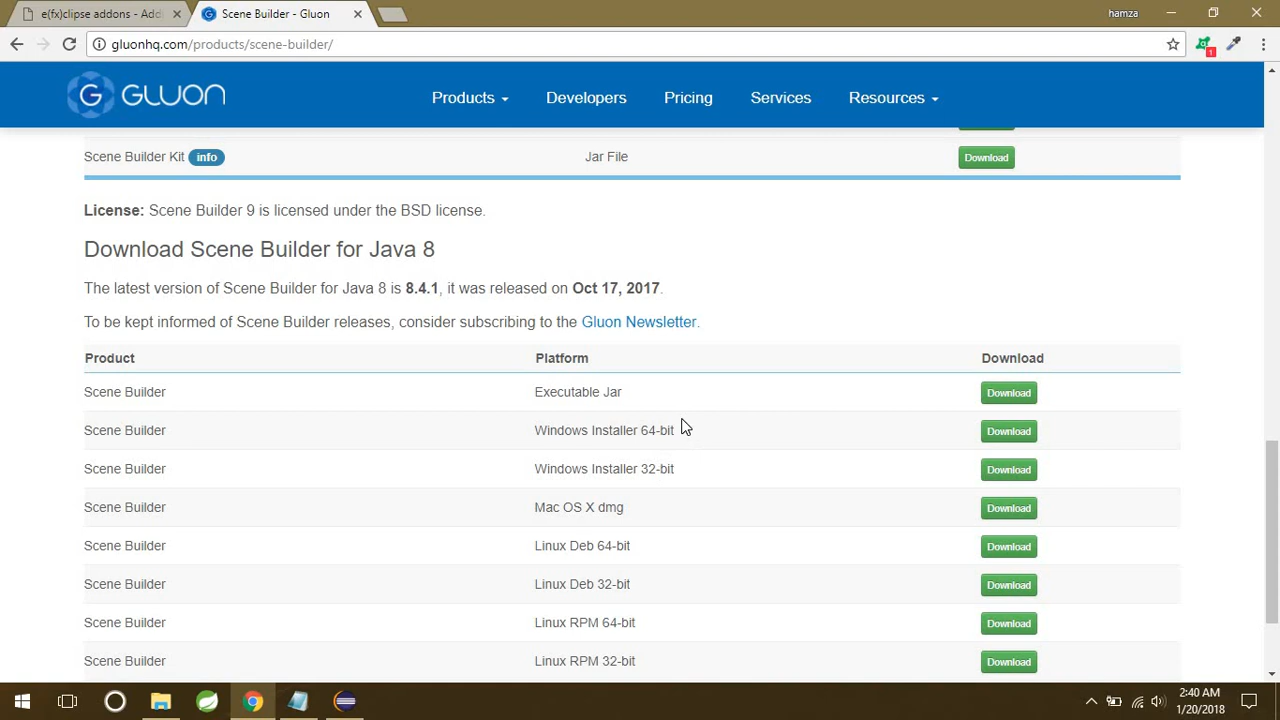 e(fx)clipse addons - Add
Scene Builder - Gluon
hamza
gluonhq.com/products/scene-builder/
1
G GLUON
Products
Developers
Pricing
Services
Resources
Scene Builder Kit info Jar File Download
License: Scene Builder 9 is licensed under the BSD license.
Download Scene Builder for Java 8
The latest version of Scene Builder for Java 8 is 8.4.1, it was released on Oct 17, 2017.
To be kept informed of Scene Builder releases, consider subscribing to the Gluon Newsletter.
Product Platform Download
Scene Builder Executable Jar Download
Scene Builder Windows Installer 64-bit Download
Scene Builder Windows Installer 32-bit Download
Scene Builder Mac OS X dmg Download
Scene Builder Linux Deb 64-bit Download
Scene Builder Linux Deb 32-bit Download
Scene Builder Linux RPM 64-bit Download
Scene Builder Linux RPM 32-bit Download
2:40 AM
1/20/2018